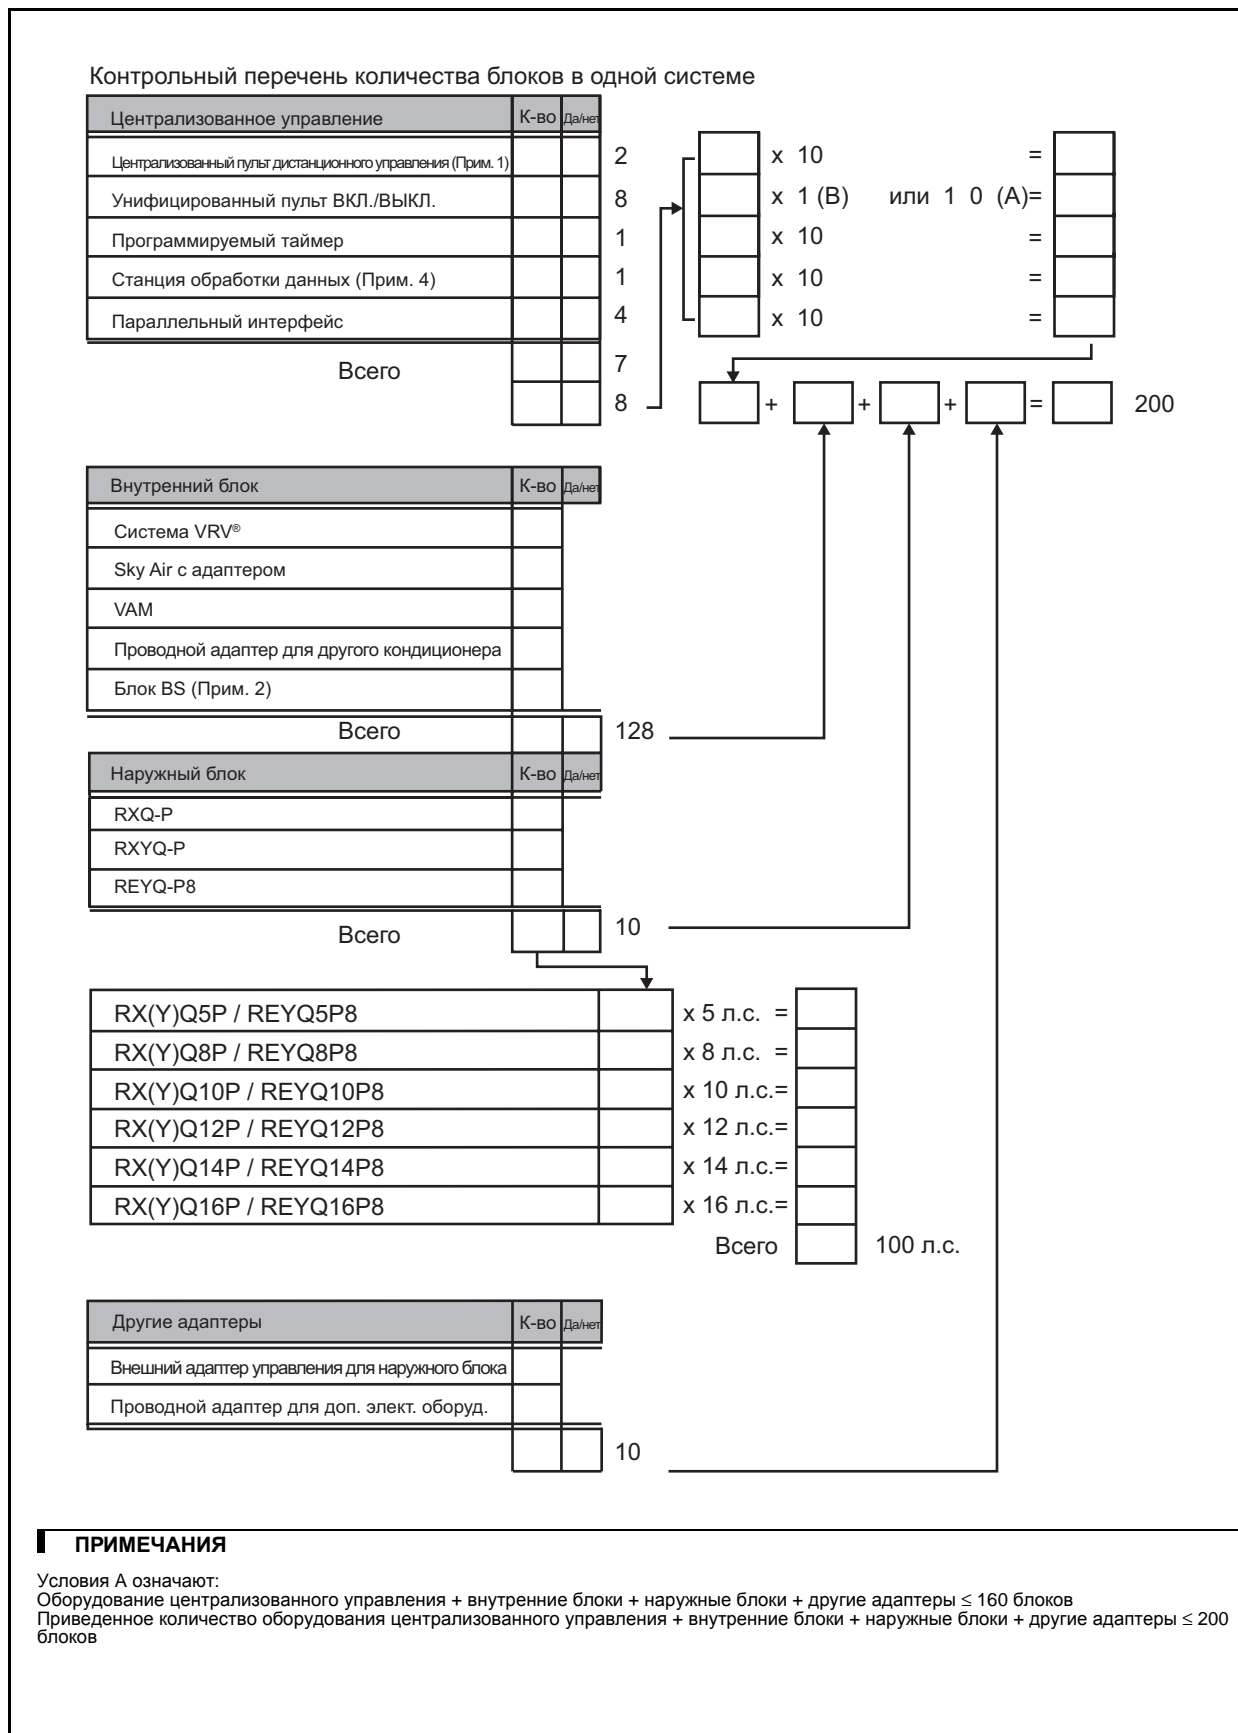 Контрольный перечень количества блоков в одной системе
Централизованное управление К-во Да/нет
Централизованный пульт дистанционного управления (Прим. 1) 2 x 10 =
Унифицированный пульт ВКЛ./ВЫКЛ. 8 x 1 (B) или 1 0 (A)=
Программируемый таймер 1 x 10 =
Станция обработки данных (Прим. 4) 1 x 10 =
Параллельный интерфейс 4 x 10 =
Всего 7
8 + + + = 200
Внутренний блок К-во Да/нет
Система VRV®
Sky Air с адаптером
VAM
Проводной адаптер для другого кондиционера
Блок BS (Прим. 2)
Всего 128
Наружный блок К-во Да/нет
RXQ-P
RXYQ-P
REYQ-P8
Всего 10
RX(Y)Q5P / REYQ5P8 x 5 л.с. =
RX(Y)Q8P / REYQ8P8 x 8 л.с. =
RX(Y)Q10P / REYQ10P8 x 10 л.с.=
RX(Y)Q12P / REYQ12P8 x 12 л.с.=
RX(Y)Q14P / REYQ14P8 x 14 л.с.=
RX(Y)Q16P / REYQ16P8 x 16 л.с.=
Всего 100 л.с.
Другие адаптеры К-во Да/нет
Внешний адаптер управления для наружного блока
Проводной адаптер для доп. элект. оборуд.
10
ПРИМЕЧАНИЯ
Условия А означают:
Оборудование централизованного управления + внутренние блоки + наружные блоки + другие адаптеры ≤ 160 блоков
Приведенное количество оборудования централизованного управления + внутренние блоки + наружные блоки + другие адаптеры ≤ 200
блоков